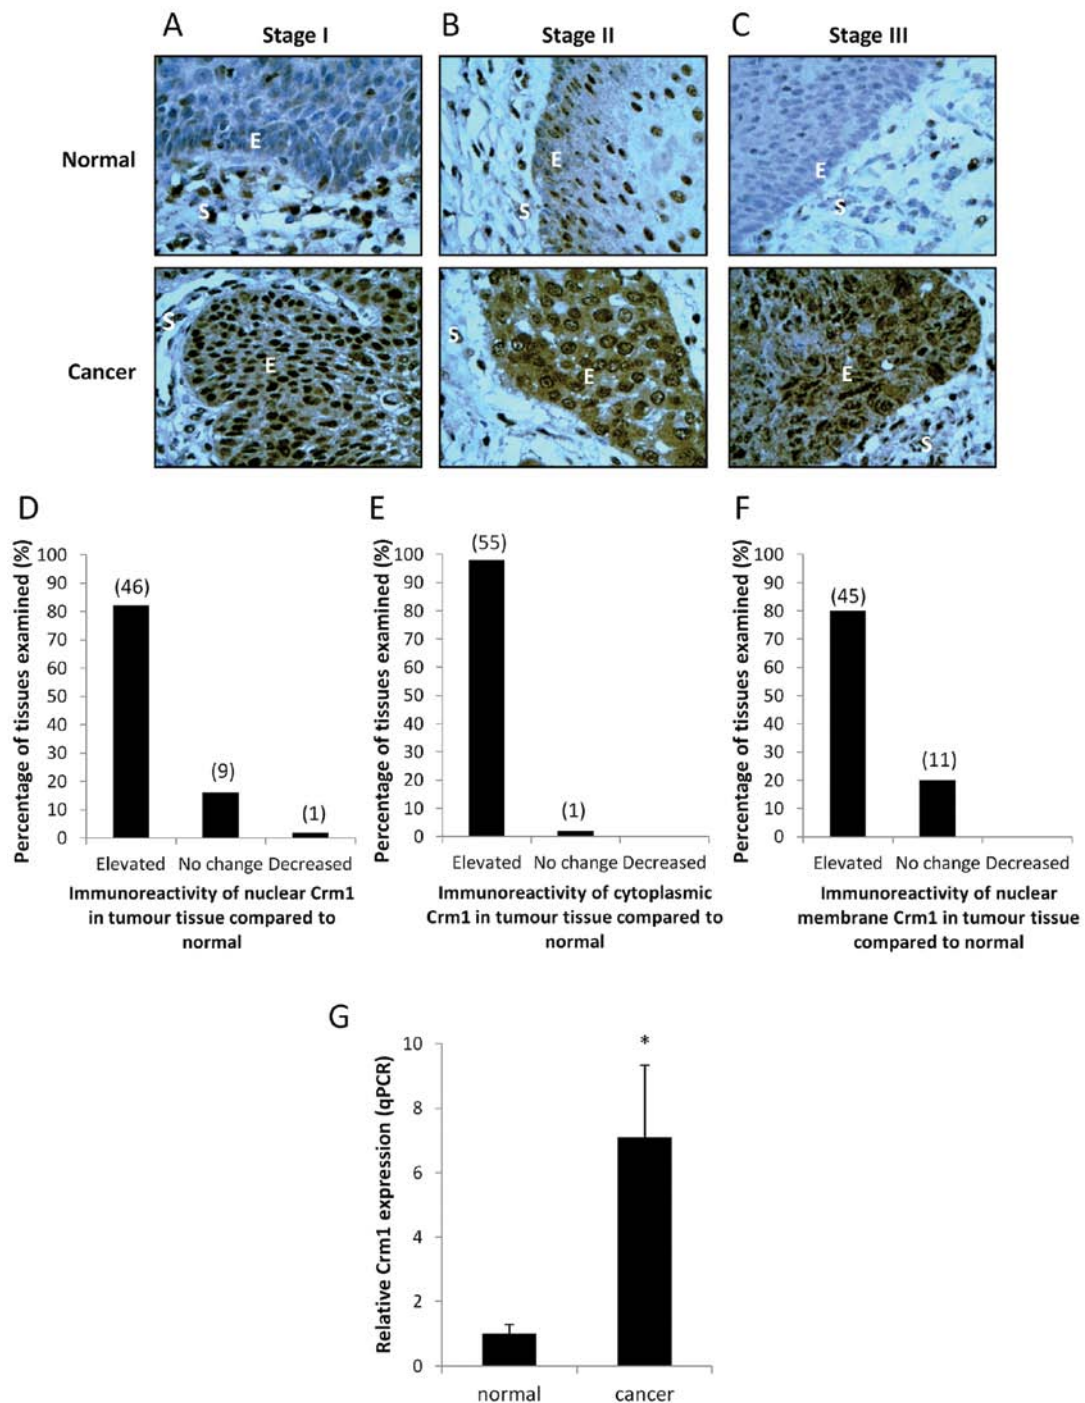 A
Stage I
B
Stage II
C
Stage III
Normal
E
S
E
S
E
S
Cancer
S
E
S
E
E
S
D
Percentage of tissues examined (%)
100
90
80
70
60
50
40
30
20
10
0
(46)
(9)
(1)
Elevated No change Decreased
Immunoreactivity of nuclear Crm1
in tumour tissue compared to
normal
E
Percentage of tissues examined (%)
100
90
80
70
60
50
40
30
20
10
0
(55)
(1)
Elevated No change Decreased
Immunoreactivity of cytoplasmic
Crm1 in tumour tissue compared to
normal
F
Percentage of tissues examined (%)
100
90
80
70
60
50
40
30
20
10
0
(45)
(11)
Elevated No change Decreased
Immunoreactivity of nuclear
membrane Crm1 in tumour tissue
compared to normal
G
Relative Crm1 expression (qPCR)
10
8
6
4
2
0
*
normal cancer